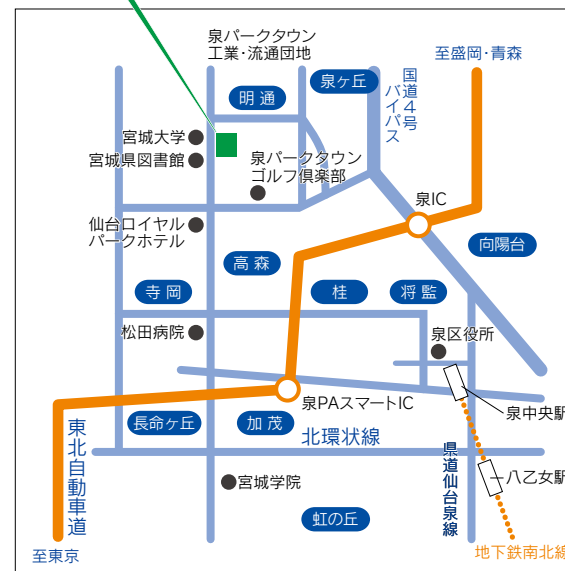 泉パークタウン
工業・流通団地
至盛岡・青森
泉ヶ丘
国道4号
バイパス
明通
宮城大学
宮城県図書館
泉パークタウン
ゴルフ倶楽部
泉IC
仙台ロイヤル
パークホテル
向陽台
高森
寺岡
桂
将監
松田病院
泉区役所
泉PAスマートIC
泉中央駅
長命ヶ丘
加茂
北環状線
東北自動車道
県道仙台泉線
宮城学院
八乙女駅
虹の丘
至東京
地下鉄南北線